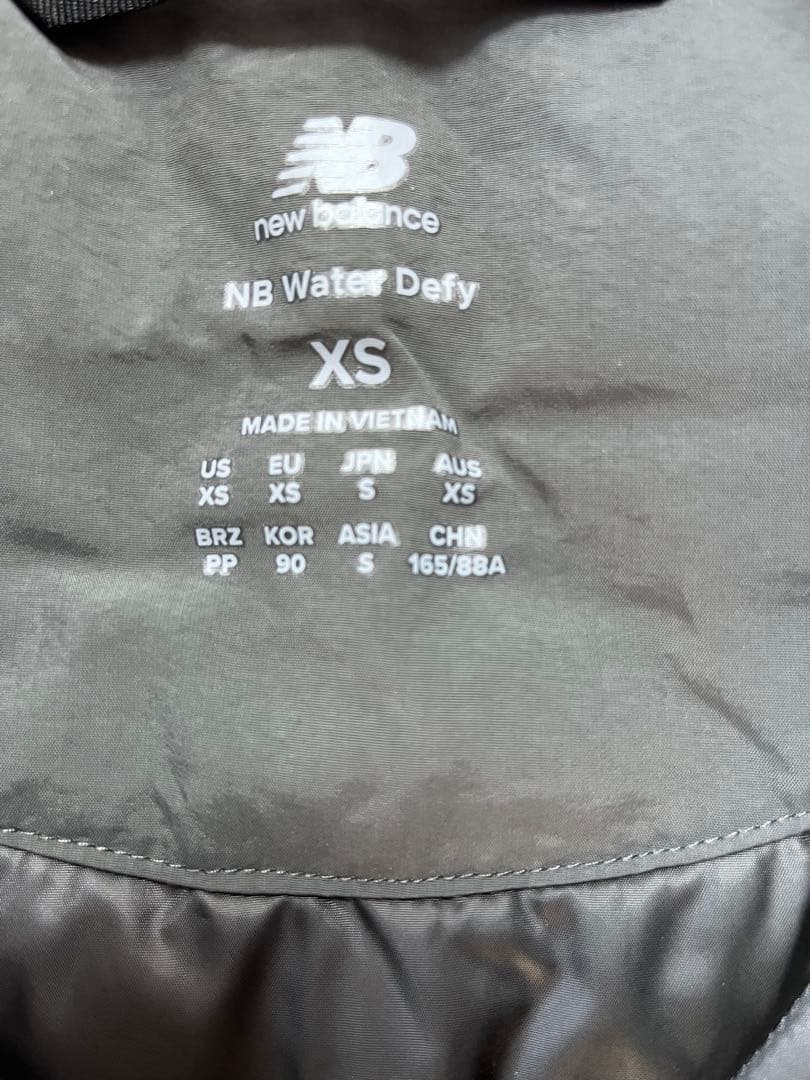 NB
new balance
NB Water Defy
XS
MADE IN VIETNAM
US EU JPN AUS
XS XS S XS
BRZ KOR ASIA CHN
PP 90 S 165/88A